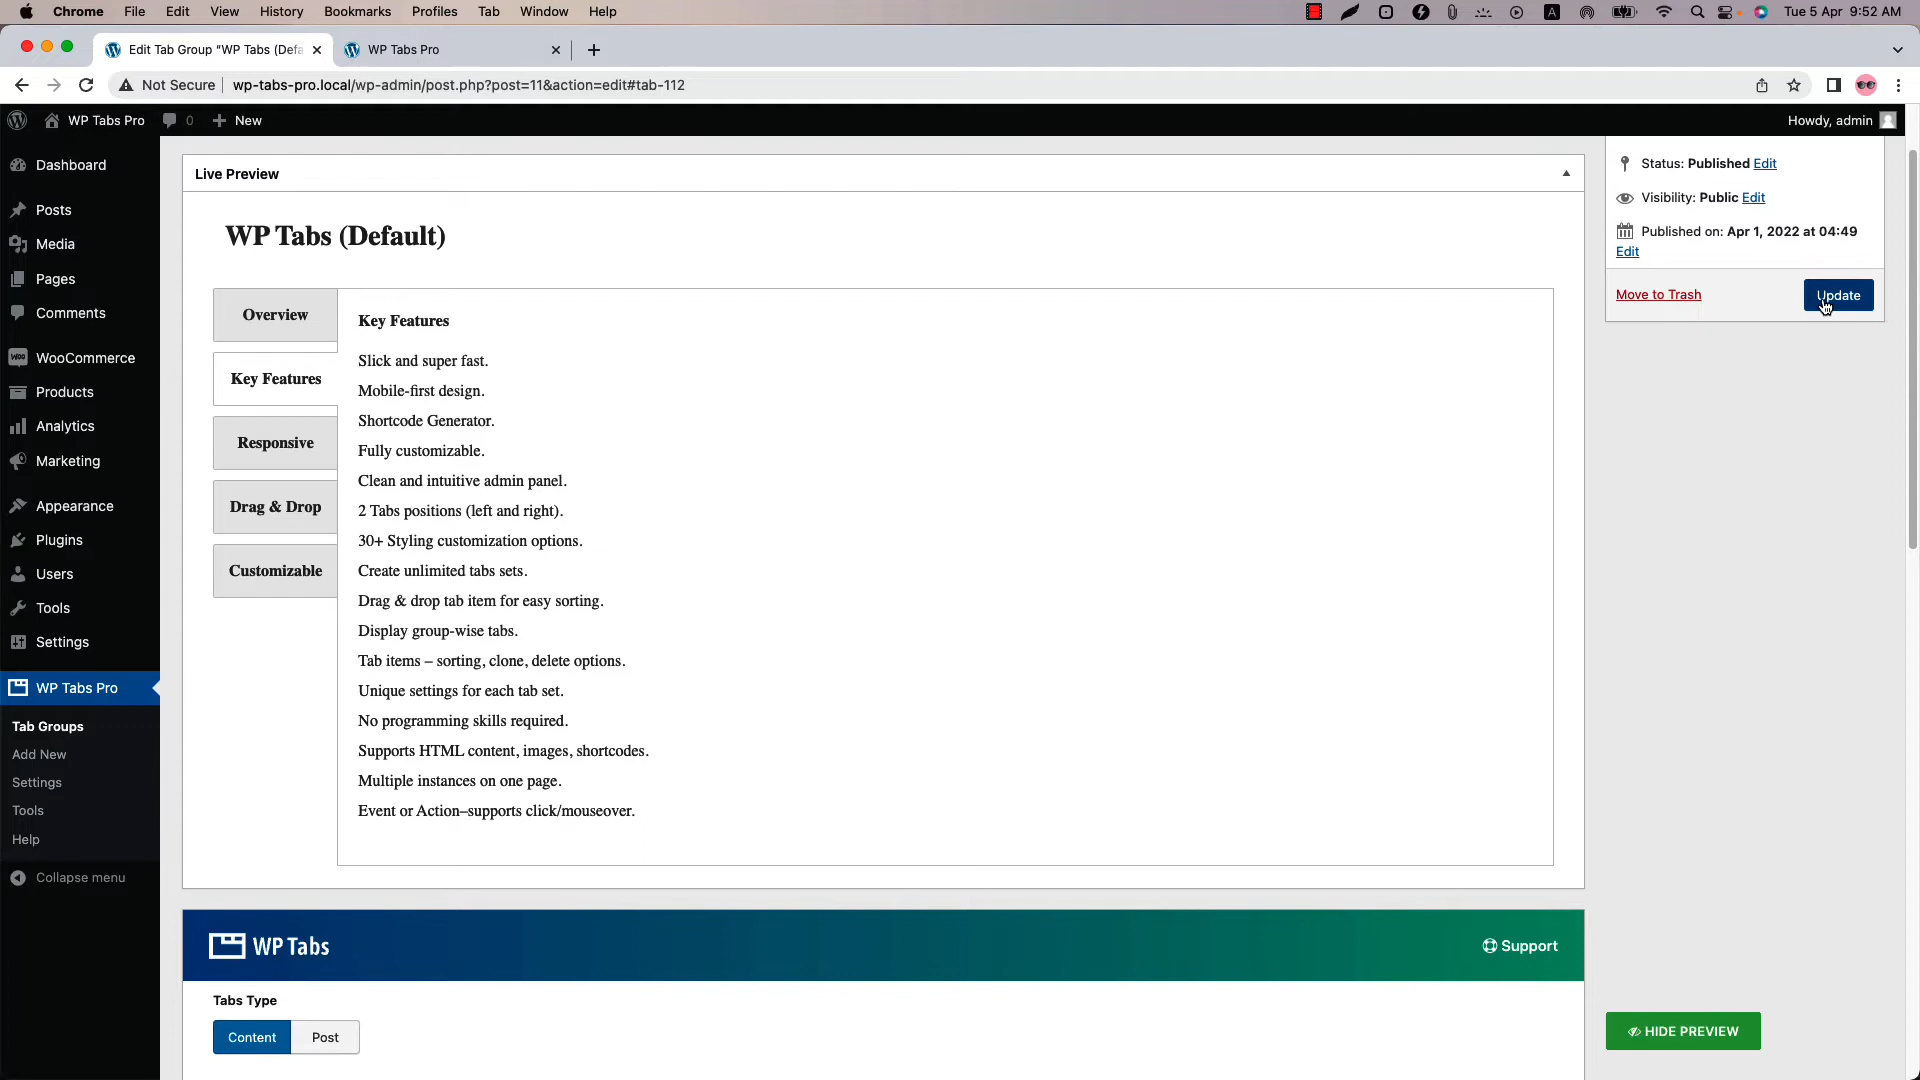 Chrome File Edit View History Bookmarks Profiles Tab Window Help
A
Tue 5 Apr 9:52 AM
Edit Tab Group "WP Tabs (Defa
WP Tabs Pro
Not Secure
wp-tabs-pro.local/wp-admin/post.php?post=11&action=edit#tab-112
WP Tabs Pro 0 New
Howdy, admin
Dashboard
Posts
Media
Pages
Comments
WooCommerce
Products
Analytics
Marketing
Appearance
Plugins
Users
Tools
Settings
WP Tabs Pro
Tab Groups
Add New
Settings
Tools
Help
Collapse menu
Live Preview
WP Tabs (Default)
Overview
Key Features
Responsive
Drag & Drop
Customizable
Key Features
Slick and super fast.
Mobile-first design.
Shortcode Generator.
Fully customizable.
Clean and intuitive admin panel.
2 Tabs positions (left and right).
30+ Styling customization options.
Create unlimited tabs sets.
Drag & drop tab item for easy sorting.
Display group-wise tabs.
Tab items – sorting, clone, delete options.
Unique settings for each tab set.
No programming skills required.
Supports HTML content, images, shortcodes.
Multiple instances on one page.
Event or Action–supports click/mouseover.
WP Tabs
Support
Tabs Type
Content Post
Status: Published Edit
Visibility: Public Edit
Published on: Apr 1, 2022 at 04:49
Edit
Move to Trash
Update
HIDE PREVIEW